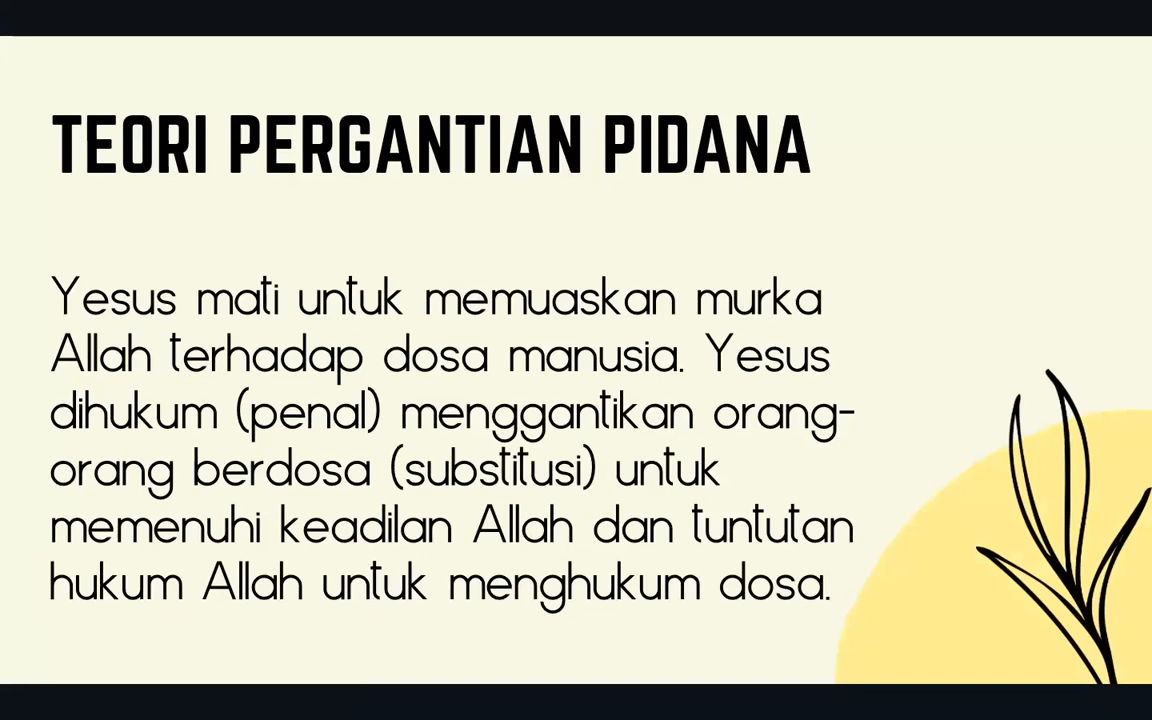 TEORI PERGANTIAN PIDANA
Yesus mati untuk memuaskan murka
Allah terhadap dosa manusia. Yesus
dihukum (penal) menggantikan orang-
orang berdosa (substitusi) untuk
memenuhi keadilan Allah dan tuntutan
hukum Allah untuk menghukum dosa.